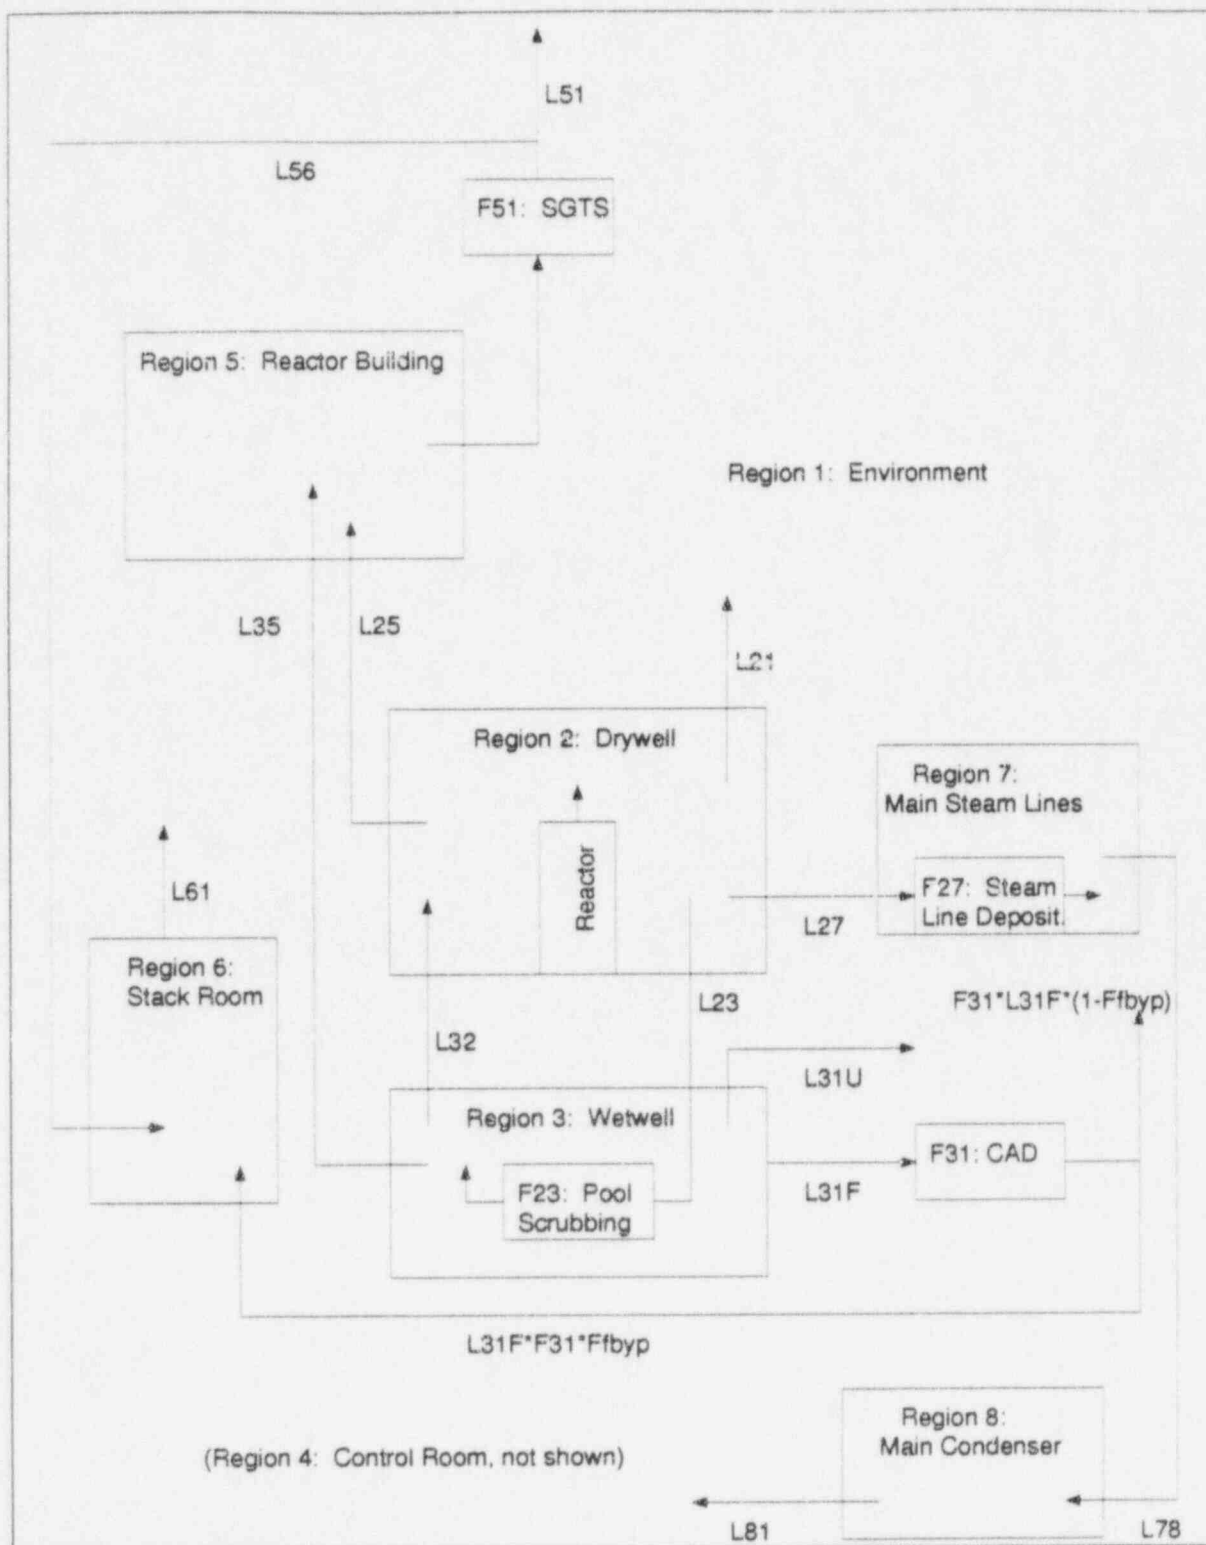 L51
L56
F51: SGTS
Region 5: Reactor Building
Region 1: Environment
L35
L25
L21
Region 2: Drywell
Region 7:
Main Steam Lines
Reactor
L61
F27: Steam
Line Deposit.
L27
Region 6:
Stack Room
L23
F31*L31F*(1-Ffbyp)
L32
L31U
Region 3: Wetwell
F31: CAD
F23: Pool
Scrubbing
L31F
L31F*F31*Ffbyp
Region 8:
Main Condenser
(Region 4: Control Room, not shown)
L81
L78